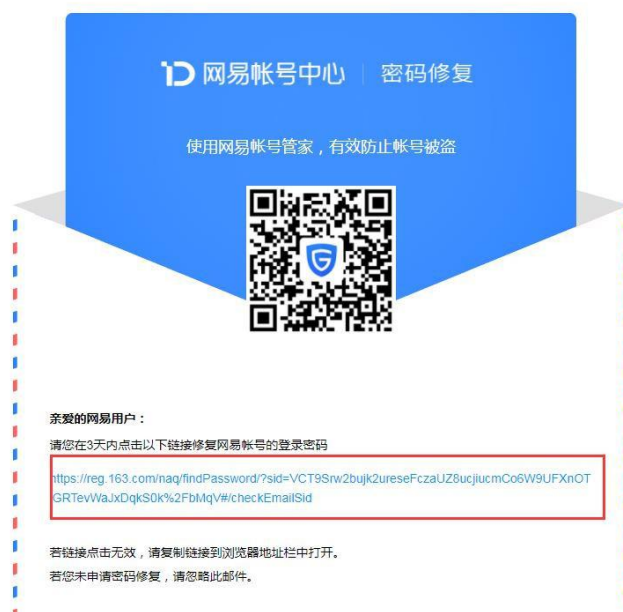 网易帐号中心 | 密码修复
使用网易帐号管家，有效防止帐号被盗
亲爱的网易用户：
请您在3天内点击以下链接修复网易帐号的登录密码
https://reg.163.com/naq/findPassword/?sid=VCT9Srw2bujk2ureseFczaUZ8ucjiucmCo6W9UFXnOT
GRTevWaJxDqkS0k%2FbMqV#/checkEmailSid
若链接点击无效，请复制链接到浏览器地址栏中打开。
若您未申请密码修复，请忽略此邮件。